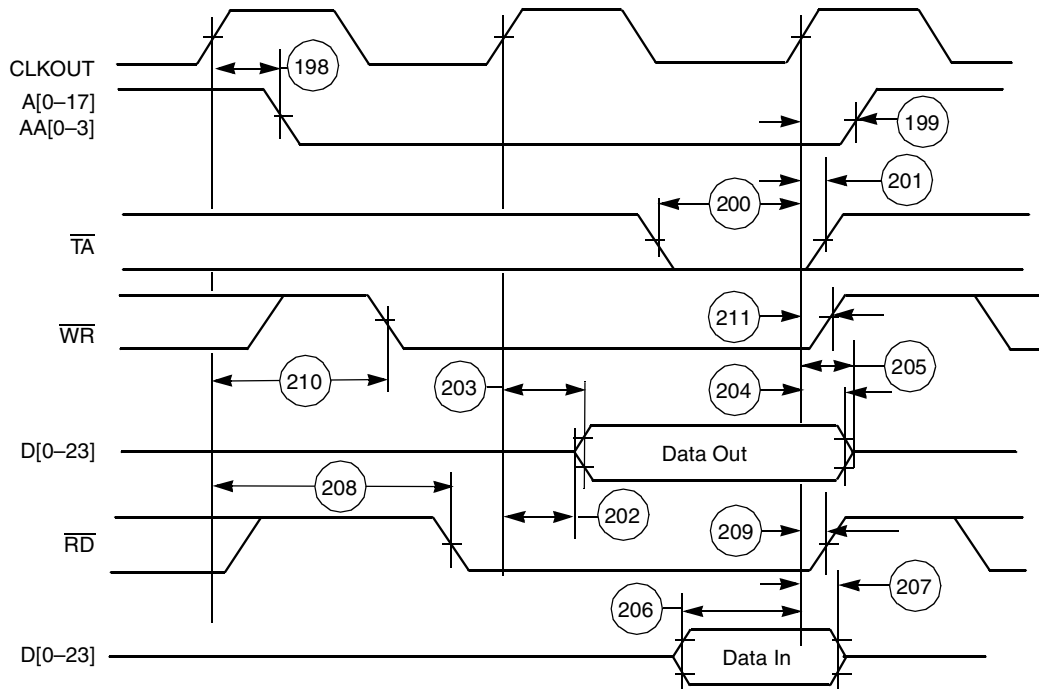 CLKOUT
198
A[0–17]
AA[0–3]
199
201
200
TA
211
WR
210
203
204
205
D[0–23]
Data Out
208
202
209
RD
206
207
D[0–23]
Data In